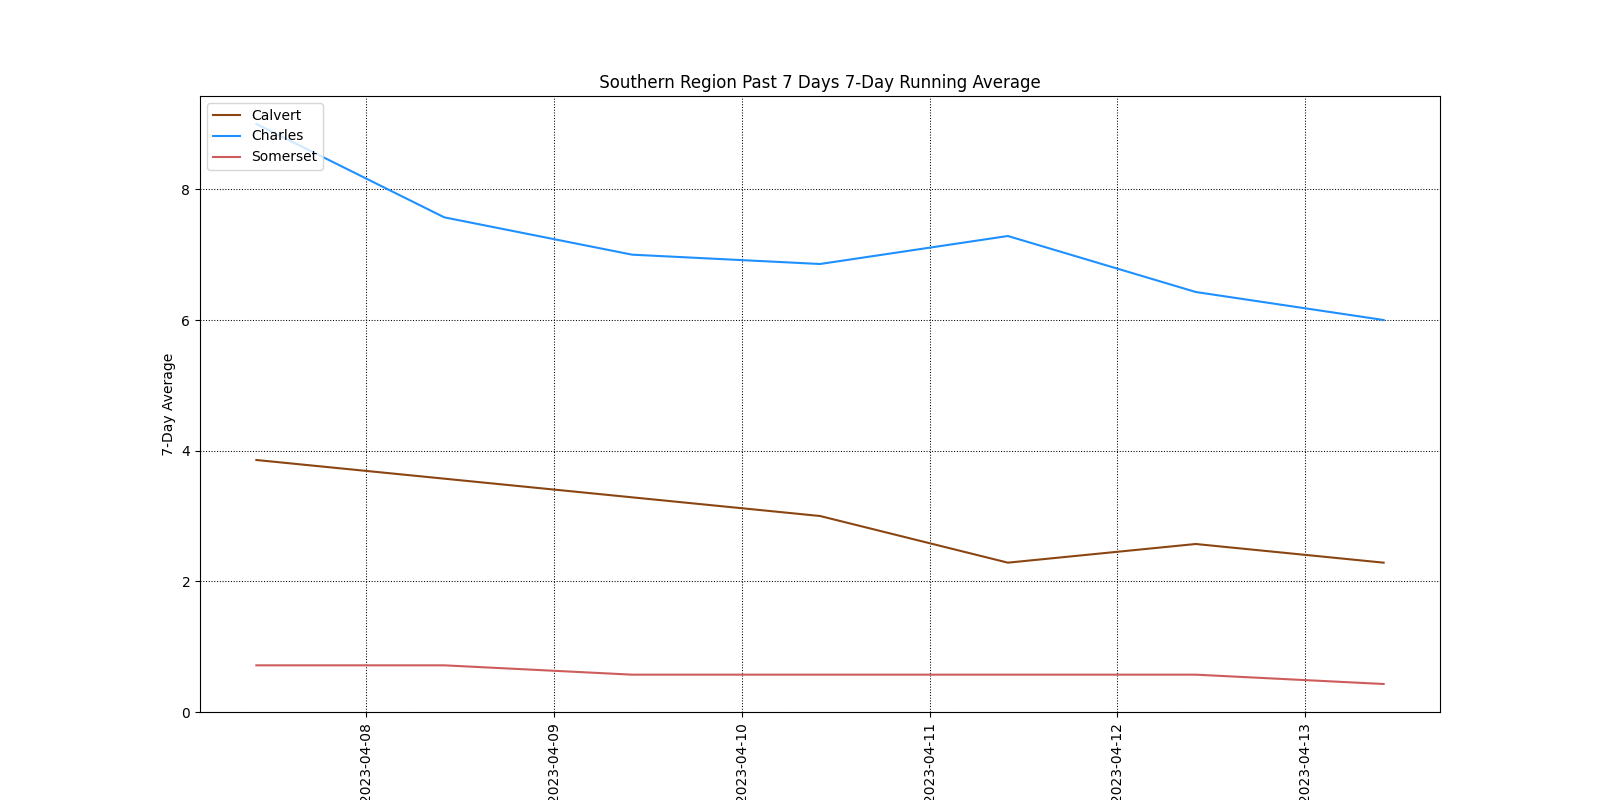 Southern Region Past 7 Days 7-Day Running Average
Calvert
Charles
Somerset
7-Day Average
8
6
4
2
0
2023-04-08
2023-04-09
2023-04-10
2023-04-11
2023-04-12
2023-04-13